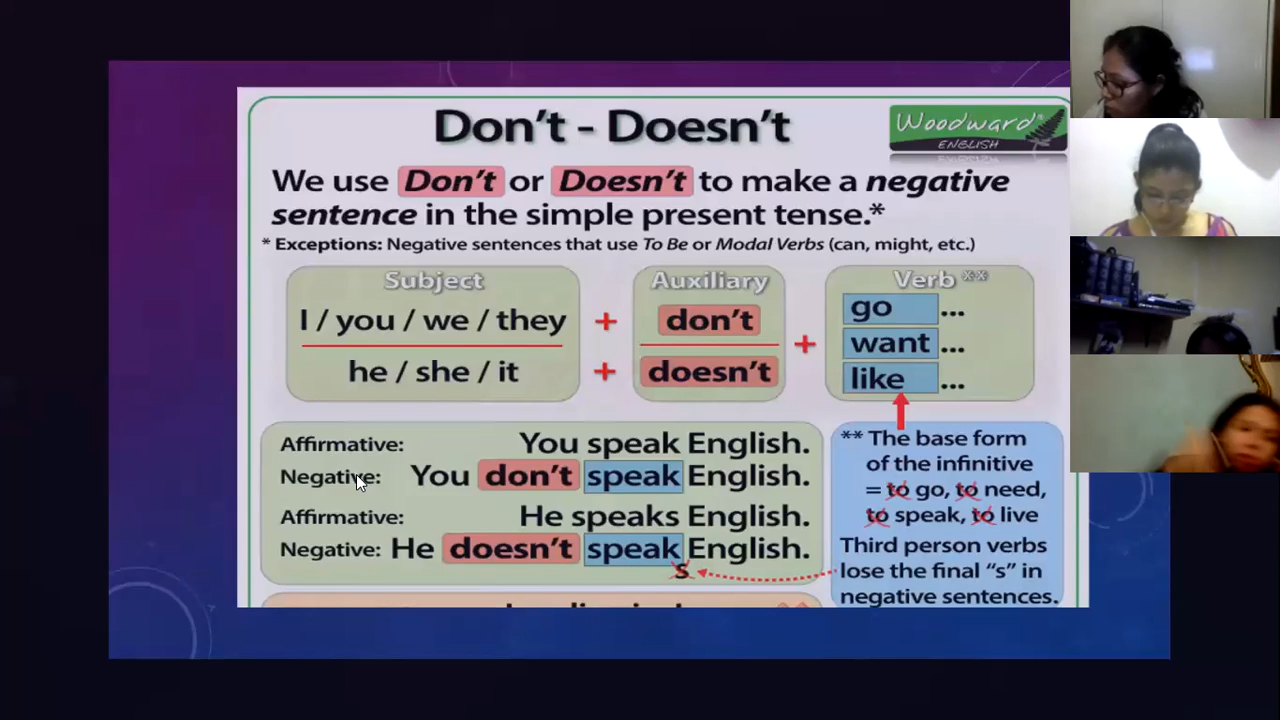 Don't - Doesn't
Woodward®
ENGLISH
We use Don't or Doesn't to make a negative
sentence in the simple present tense.*
* Exceptions: Negative sentences that use To Be or Modal Verbs (can, might, etc.)
Subject
I / you / we / they
he / she / it
+
+
Auxiliary
don't
doesn't
+
Verb **
go ...
want ...
like ...
Affirmative: You speak English.
Negative: You don't speak English.
Affirmative: He speaks English.
Negative: He doesn't speak English.
s
** The base form
of the infinitive
= to go, to need,
to speak, to live
Third person verbs
lose the final “s” in
negative sentences.